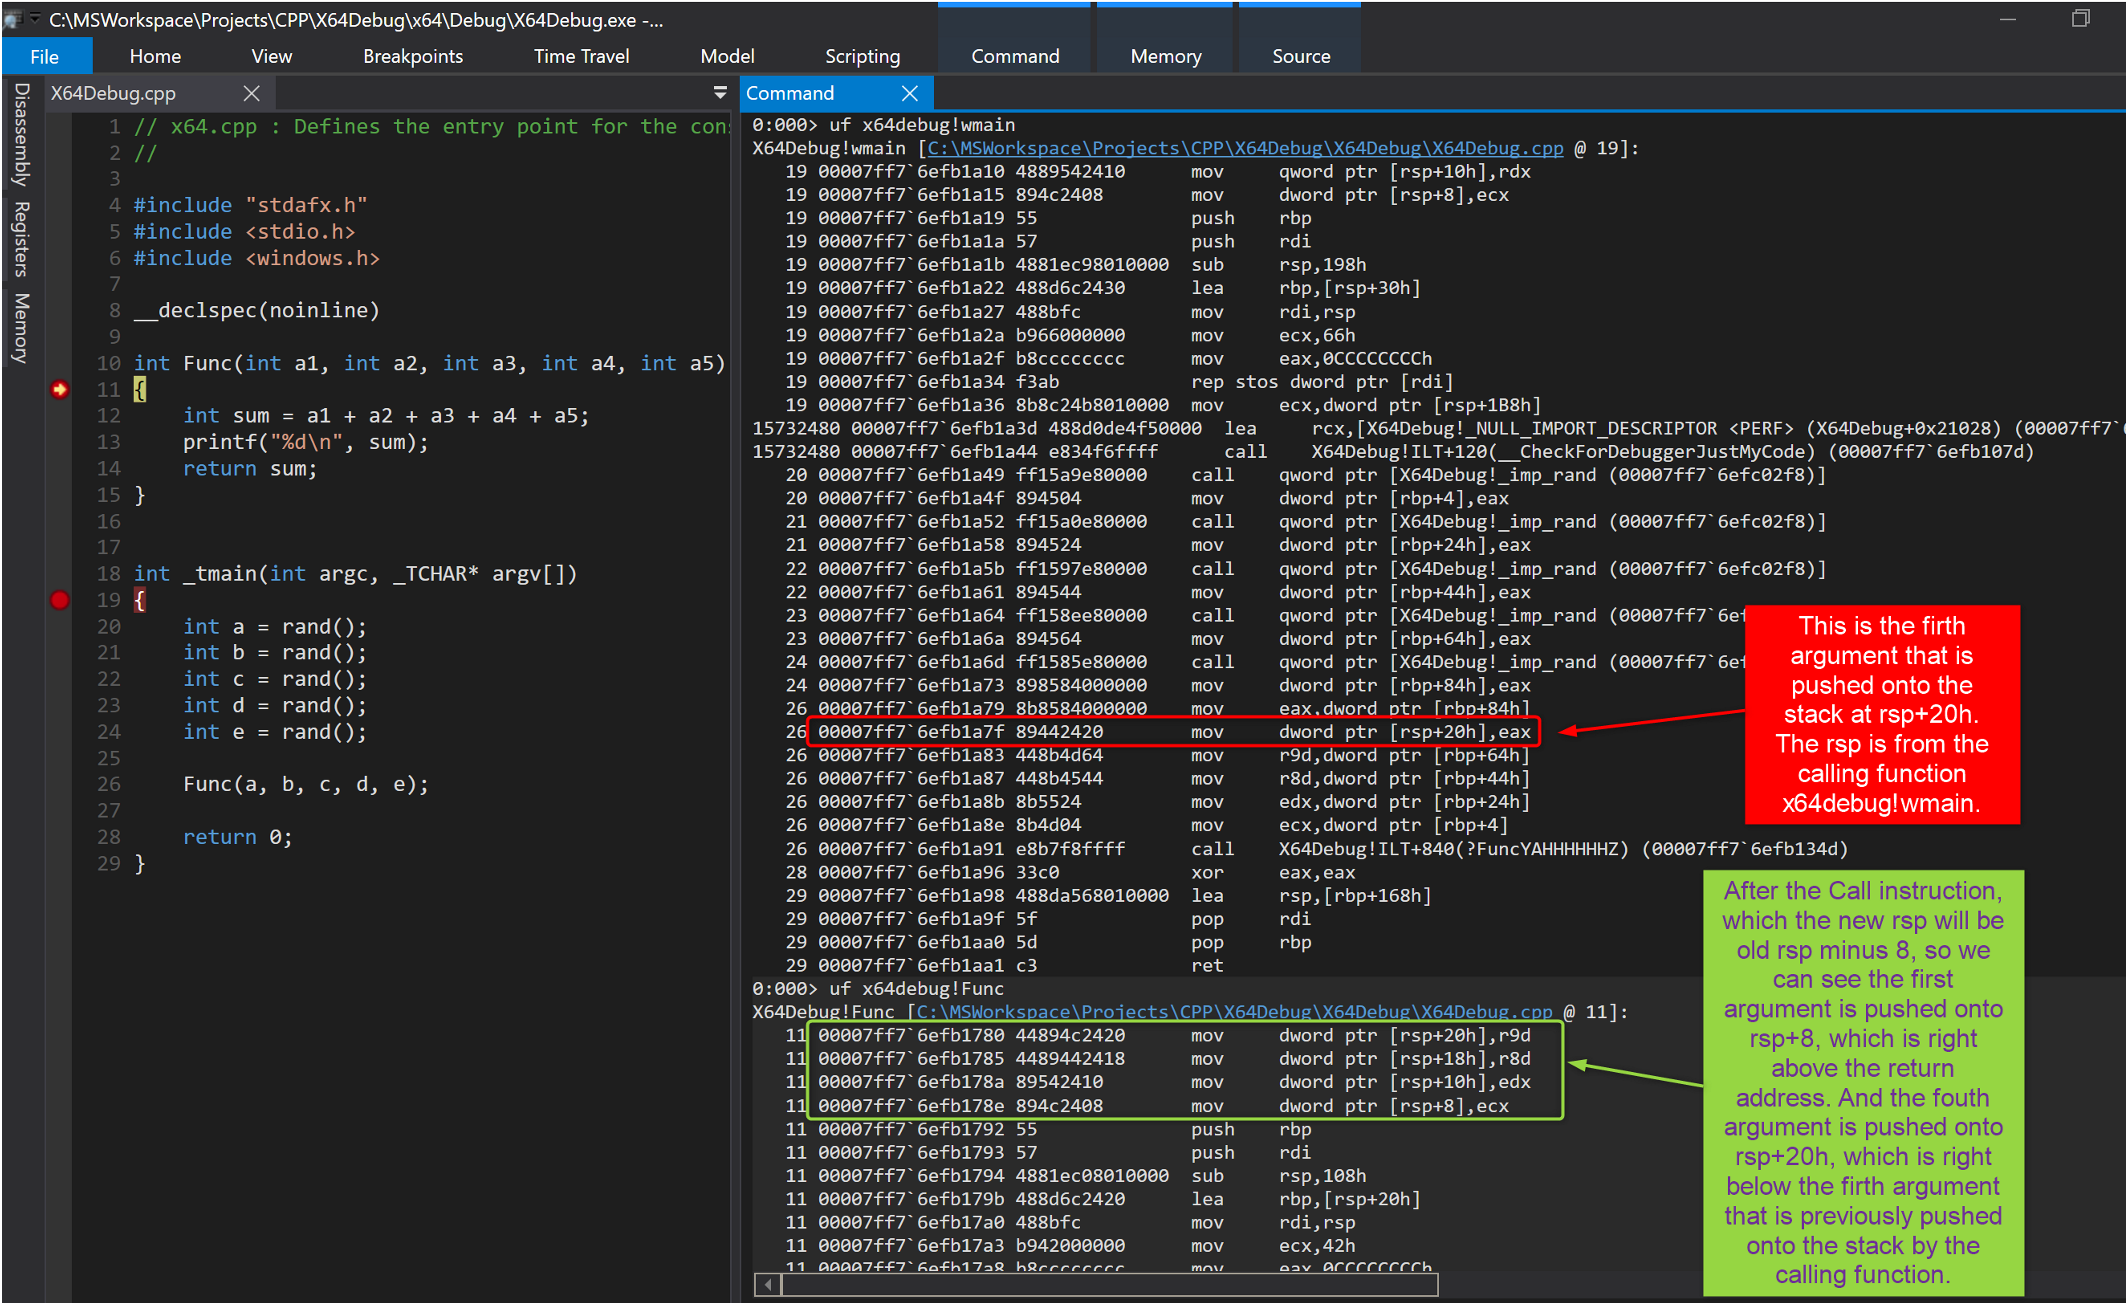 C:\MSWorkspace\Projects\CPP\X64Debug\x64\Debug\X64Debug.exe -...
File Home View Breakpoints Time Travel Model Scripting Command Memory Source
Disassembly
Registers
Memory
X64Debug.cpp
1 // x64.cpp : Defines the entry point for the con
2 //
3
4 #include "stdafx.h"
5 #include <stdio.h>
6 #include <windows.h>
7
8 __declspec(noinline)
9
10 int Func(int a1, int a2, int a3, int a4, int a5)
11 {
12 int sum = a1 + a2 + a3 + a4 + a5;
13 printf("%d\n", sum);
14 return sum;
15 }
16
17
18 int _tmain(int argc, _TCHAR* argv[])
19 {
20 int a = rand();
21 int b = rand();
22 int c = rand();
23 int d = rand();
24 int e = rand();
25
26 Func(a, b, c, d, e);
27
28 return 0;
29 }
Command
0:000> uf x64debug!wmain
X64Debug!wmain [C:\MSWorkspace\Projects\CPP\X64Debug\X64Debug\X64Debug.cpp @ 19]:
19 00007ff7`6efb1a10 4889542410 mov qword ptr [rsp+10h],rdx
19 00007ff7`6efb1a15 894c2408 mov dword ptr [rsp+8],ecx
19 00007ff7`6efb1a19 55 push rbp
19 00007ff7`6efb1a1a 57 push rdi
19 00007ff7`6efb1a1b 4881ec98010000 sub rsp,198h
19 00007ff7`6efb1a22 488d6c2430 lea rbp,[rsp+30h]
19 00007ff7`6efb1a27 488bfc mov rdi,rsp
19 00007ff7`6efb1a2a b966000000 mov ecx,66h
19 00007ff7`6efb1a2f b8cccccccc mov eax,0CCCCCCCCh
19 00007ff7`6efb1a34 f3ab rep stos dword ptr [rdi]
19 00007ff7`6efb1a36 8b8c24b8010000 mov ecx,dword ptr [rsp+1B8h]
15732480 00007ff7`6efb1a3d 488d0de4f50000 lea rcx,[X64Debug!_NULL_IMPORT_DESCRIPTOR <PERF> (X64Debug+0x21028) (00007ff7`
15732480 00007ff7`6efb1a44 e834f6ffff call X64Debug!ILT+120(__CheckForDebuggerJustMyCode) (00007ff7`6efb107d)
20 00007ff7`6efb1a49 ff15a9e80000 call qword ptr [X64Debug!_imp_rand (00007ff7`6efc02f8)]
20 00007ff7`6efb1a4f 894504 mov dword ptr [rbp+4],eax
21 00007ff7`6efb1a52 ff15a0e80000 call qword ptr [X64Debug!_imp_rand (00007ff7`6efc02f8)]
21 00007ff7`6efb1a58 894524 mov dword ptr [rbp+24h],eax
22 00007ff7`6efb1a5b ff1597e80000 call qword ptr [X64Debug!_imp_rand (00007ff7`6efc02f8)]
22 00007ff7`6efb1a61 894544 mov dword ptr [rbp+44h],eax
23 00007ff7`6efb1a64 ff158ee80000 call qword ptr [X64Debug!_imp_rand (00007ff7`6ef
23 00007ff7`6efb1a6a 894564 mov dword ptr [rbp+64h],eax
24 00007ff7`6efb1a6d ff1585e80000 call qword ptr [X64Debug!_imp_rand (00007ff7`6ef
24 00007ff7`6efb1a73 898584000000 mov dword ptr [rbp+84h],eax
26 00007ff7`6efb1a79 8b8584000000 mov eax,dword ptr [rbp+84h]
26 00007ff7`6efb1a7f 89442420 mov dword ptr [rsp+20h],eax
26 00007ff7`6efb1a83 448b4d64 mov r9d,dword ptr [rbp+64h]
26 00007ff7`6efb1a87 448b4544 mov r8d,dword ptr [rbp+44h]
26 00007ff7`6efb1a8b 8b5524 mov edx,dword ptr [rbp+24h]
26 00007ff7`6efb1a8e 8b4d04 mov ecx,dword ptr [rbp+4]
26 00007ff7`6efb1a91 e8b7f8ffff call X64Debug!ILT+840(?FuncYAHHHHHHZ) (00007ff7`6efb134d)
28 00007ff7`6efb1a96 33c0 xor eax,eax
29 00007ff7`6efb1a98 488da568010000 lea rsp,[rbp+168h]
29 00007ff7`6efb1a9f 5f pop rdi
29 00007ff7`6efb1aa0 5d pop rbp
29 00007ff7`6efb1aa1 c3 ret
0:000> uf x64debug!Func
X64Debug!Func [C:\MSWorkspace\Projects\CPP\X64Debug\X64Debug\X64Debug.cpp @ 11]:
11 00007ff7`6efb1780 44894c2420 mov dword ptr [rsp+20h],r9d
11 00007ff7`6efb1785 4489442418 mov dword ptr [rsp+18h],r8d
11 00007ff7`6efb178a 89542410 mov dword ptr [rsp+10h],edx
11 00007ff7`6efb178e 894c2408 mov dword ptr [rsp+8],ecx
11 00007ff7`6efb1792 55 push rbp
11 00007ff7`6efb1793 57 push rdi
11 00007ff7`6efb1794 4881ec08010000 sub rsp,108h
11 00007ff7`6efb179b 488d6c2420 lea rbp,[rsp+20h]
11 00007ff7`6efb17a0 488bfc mov rdi,rsp
11 00007ff7`6efb17a3 b942000000 mov ecx,42h
11 00007ff7`6efb17a8 b8cccccccc mov eax,0CCCCCCCCh
This is the firth
argument that is
pushed onto the
stack at rsp+20h.
The rsp is from the
calling function
x64debug!wmain.
After the Call instruction,
which the new rsp will be
old rsp minus 8, so we
can see the first
argument is pushed onto
rsp+8, which is right
above the return
address. And the fouth
argument is pushed onto
rsp+20h, which is right
below the firth argument
that is previously pushed
onto the stack by the
calling function.